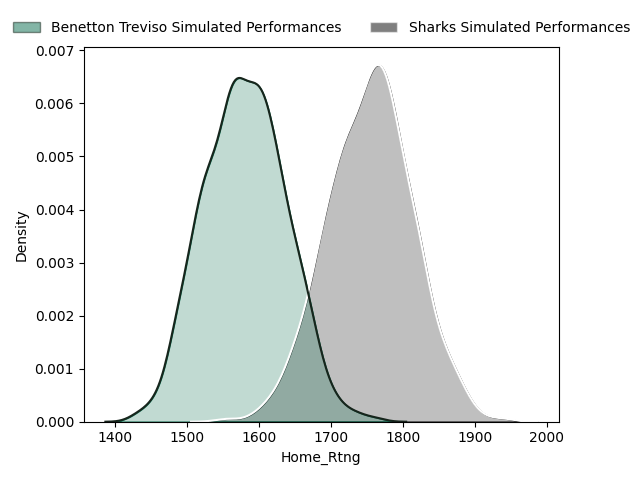 Benetton Treviso Simulated Performances
Sharks Simulated Performances
0.007
0.006
0.005
0.004
0.003
0.002
0.001
0.000
Density
1400 1500 1600 1700 1800 1900 2000
Home_Rtng